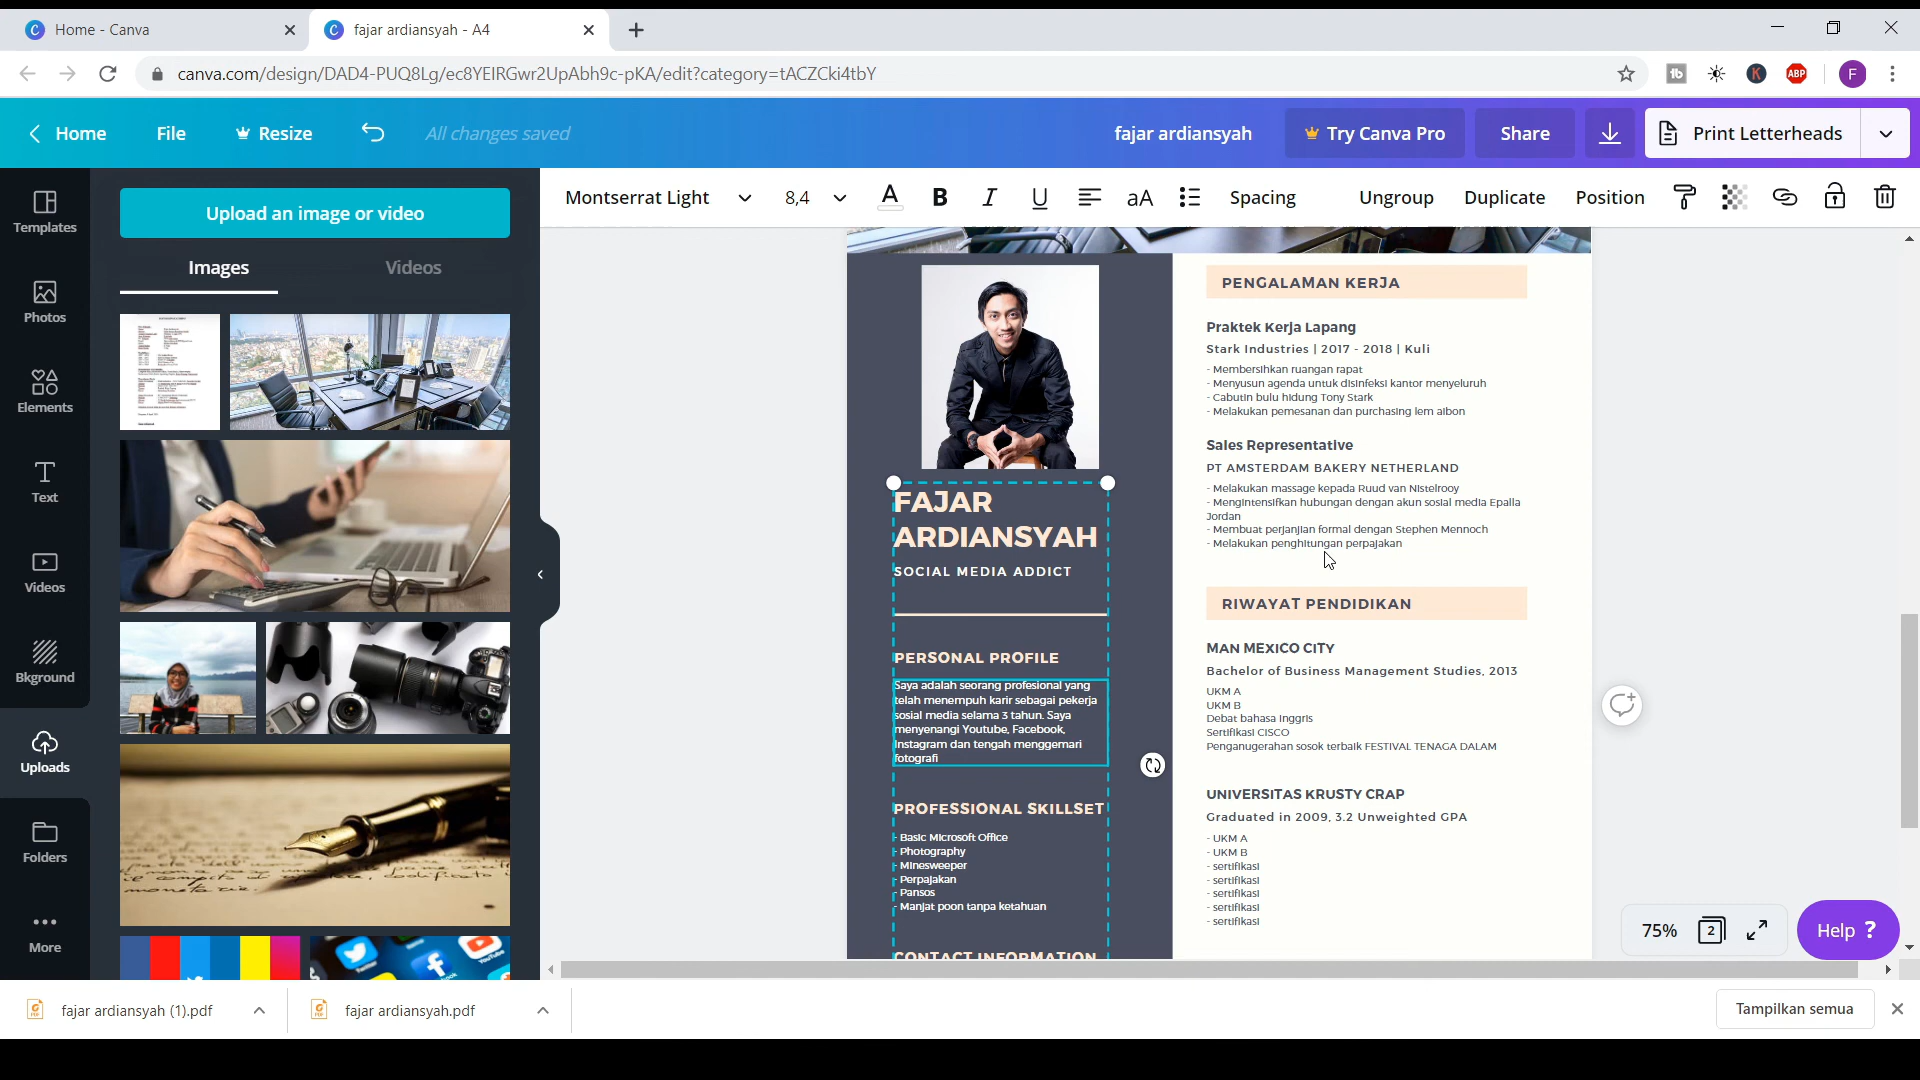 Home - Canva
fajar ardiansyah - A4
canva.com/design/DAD4-PUQ8Lg/ec8YEIRGwr2UpAbh9c-pKA/edit?category=tACZCki4tbY
tb
K
ABP
F
Home
File
Resize
All changes saved
fajar ardiansyah
Try Canva Pro
Share
Print Letterheads
Templates
Photos
Elements
Text
Videos
Bkground
Uploads
Folders
More
Upload an image or video
Images
Videos
Montserrat Light
8,4
A
B
I
U
aA
Spacing
Ungroup
Duplicate
Position
FAJAR
ARDIANSYAH
SOCIAL MEDIA ADDICT
PERSONAL PROFILE
Saya adalah seorang profesional yang
telah menempuh karir sebagai pekerja
sosial media selama 3 tahun. Saya
menyenangi Youtube, Facebook,
Instagram dan tengah menggemari
fotografi
PROFESSIONAL SKILLSET
- Basic Microsoft Office
- Photography
- Minesweeper
- Perpajakan
- Pansos
- Manjat poon tanpa ketahuan
CONTACT INFORMATION
PENGALAMAN KERJA
Praktek Kerja Lapang
Stark Industries | 2017 - 2018 | Kuli
- Membersihkan ruangan rapat
- Menyusun agenda untuk disinfeksi kantor menyeluruh
- Cabutin bulu hidung Tony Stark
- Melakukan pemesanan dan purchasing lem aibon
Sales Representative
PT AMSTERDAM BAKERY NETHERLAND
- Melakukan massage kepada Ruud van Nistelrooy
- Mengintensifkan hubungan dengan akun sosial media Epalla
Jordan
- Membuat perjanjian formal dengan Stephen Mennoch
- Melakukan penghitungan perpajakan
RIWAYAT PENDIDIKAN
MAN MEXICO CITY
Bachelor of Business Management Studies, 2013
UKM A
UKM B
Debat bahasa Inggris
Sertifikasi CISCO
Penganugerahan sosok terbaik FESTIVAL TENAGA DALAM
UNIVERSITAS KRUSTY CRAP
Graduated in 2009, 3.2 Unweighted GPA
- UKM A
- UKM B
- sertifikasi
- sertifikasi
- sertifikasi
- sertifikasi
- sertifikasi
75%
2
Help ?
fajar ardiansyah (1).pdf
fajar ardiansyah.pdf
Tampilkan semua